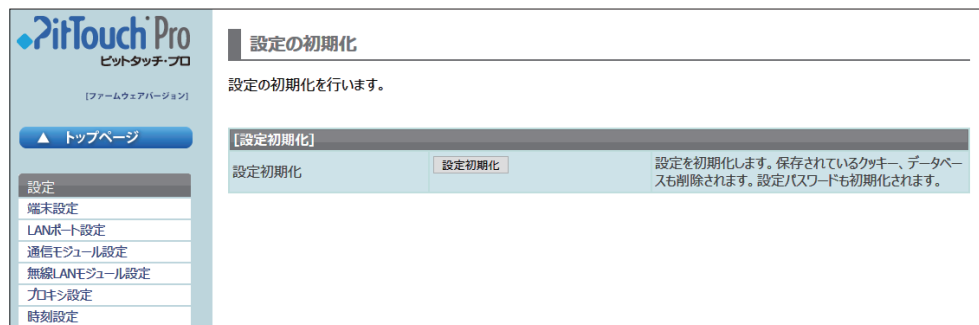 PitTouch Pro
ピットタッチ・プロ
[ファームウェアバージョン]
▲ トップページ
設定
端末設定
LANポート設定
通信モジュール設定
無線LANモジュール設定
プロキシ設定
時刻設定
設定の初期化
設定の初期化を行います。
[設定初期化]
設定初期化
設定初期化
設定を初期化します。保存されているクッキー、データベー
スも削除されます。設定パスワードも初期化されます。